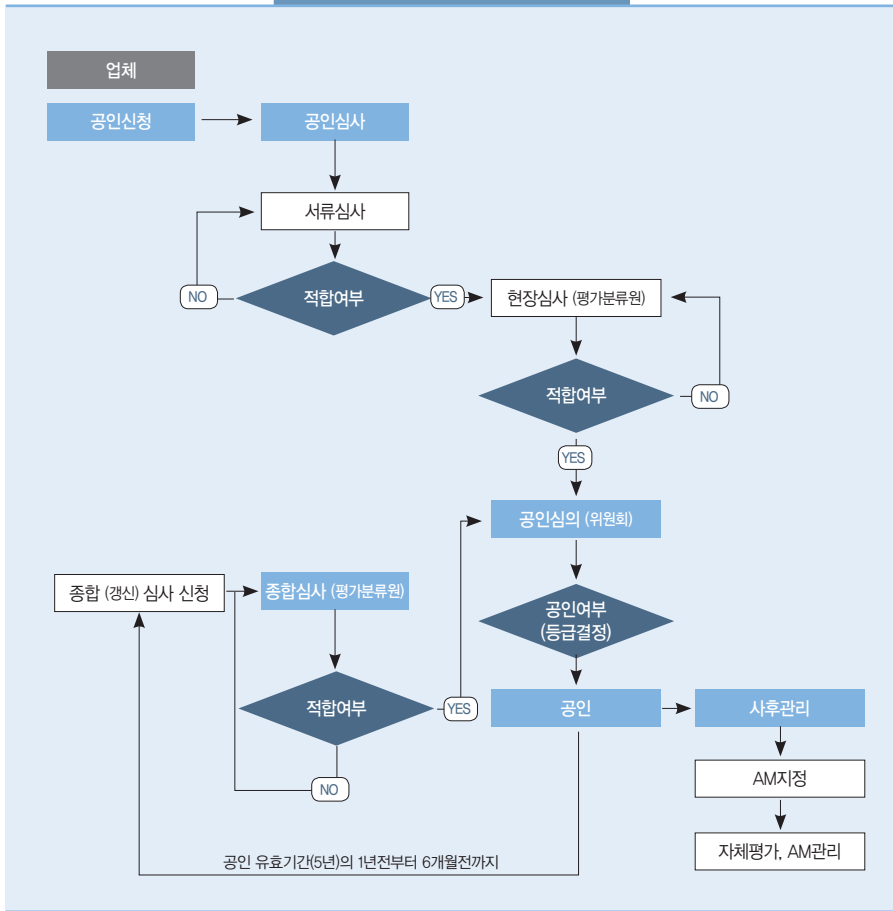 업체
공인신청
공인심사
서류심사
NO
적합여부
YES
현장심사 (평가분류원)
적합여부
NO
YES
공인심의 (위원회)
종합 (갱신) 심사 신청
종합심사 (평가분류원)
공인여부
(등급결정)
적합여부
YES
공인
사후관리
NO
AM지정
자체평가, AM관리
공인 유효기간(5년)의 1년전부터 6개월전까지